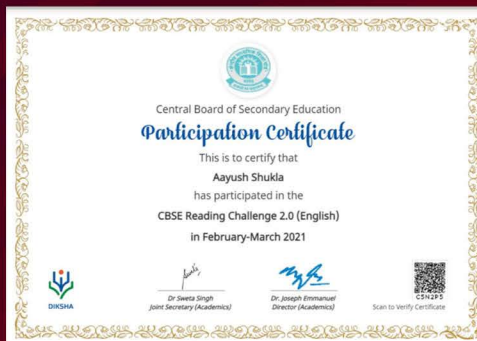 Central Board of Secondary Education
Participation Certificate
This is to certify that
Aayush Shukla
has participated in the
CBSE Reading Challenge 2.0 (English)
in February-March 2021
DIKSHA
Dr Sweta Singh
Joint Secretary (Academics)
Dr. Joseph Emmanuel
Director (Academics)
C5N2P5
Scan to Verify Certificate